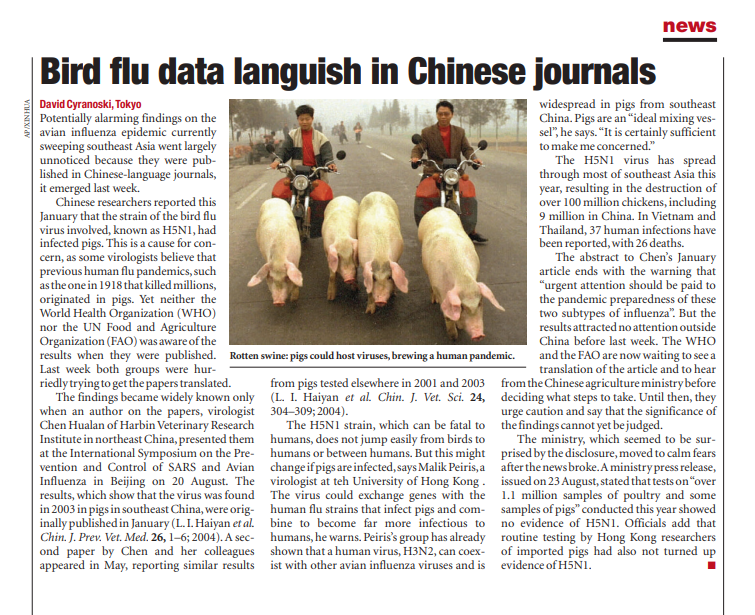 news
Bird flu data languish in Chinese journals
AP/XINHUA
David Cyranoski, Tokyo
Potentially alarming findings on the
avian influenza epidemic currently
sweeping southeast Asia went largely
unnoticed because they were pub-
lished in Chinese-language journals,
it emerged last week.
Chinese researchers reported this
January that the strain of the bird flu
virus involved, known as H5N1, had
infected pigs. This is a cause for con-
cern, as some virologists believe that
previous human flu pandemics, such
as the one in 1918 that killed millions,
originated in pigs. Yet neither the
World Health Organization (WHO)
nor the UN Food and Agriculture
Organization (FAO) was aware of the
results when they were published.
Last week both groups were hur-
riedly trying to get the papers translated.
The findings became widely known only
when an author on the papers, virologist
Chen Hualan of Harbin Veterinary Research
Institute in northeast China, presented them
at the International Symposium on the Pre-
vention and Control of SARS and Avian
Influenza in Beijing on 20 August. The
results, which show that the virus was found
in 2003 in pigs in southeast China, were orig-
inally published in January (L. I. Haiyan et al.
Chin. J. Prev. Vet. Med. 26, 1–6; 2004). A sec-
ond paper by Chen and her colleagues
appeared in May, reporting similar results
Rotten swine: pigs could host viruses, brewing a human pandemic.
from pigs tested elsewhere in 2001 and 2003
(L. I. Haiyan et al. Chin. J. Vet. Sci. 24,
304–309; 2004).
The H5N1 strain, which can be fatal to
humans, does not jump easily from birds to
humans or between humans. But this might
change if pigs are infected, says Malik Peiris, a
virologist at teh University of Hong Kong .
The virus could exchange genes with the
human flu strains that infect pigs and com-
bine to become far more infectious to
humans, he warns. Peiris's group has already
shown that a human virus, H3N2, can coex-
ist with other avian influenza viruses and is
widespread in pigs from southeast
China. Pigs are an “ideal mixing ves-
sel”, he says. “It is certainly sufficient
to make me concerned.”
The H5N1 virus has spread
through most of southeast Asia this
year, resulting in the destruction of
over 100 million chickens, including
9 million in China. In Vietnam and
Thailand, 37 human infections have
been reported, with 26 deaths.
The abstract to Chen's January
article ends with the warning that
“urgent attention should be paid to
the pandemic preparedness of these
two subtypes of influenza”. But the
results attracted no attention outside
China before last week. The WHO
and the FAO are now waiting to see a
translation of the article and to hear
from the Chinese agriculture ministry before
deciding what steps to take. Until then, they
urge caution and say that the significance of
the findings cannot yet be judged.
The ministry, which seemed to be sur-
prised by the disclosure, moved to calm fears
after the news broke. A ministry press release,
issued on 23 August, stated that tests on “over
1.1 million samples of poultry and some
samples of pigs” conducted this year showed
no evidence of H5N1. Officials add that
routine testing by Hong Kong researchers
of imported pigs had also not turned up
evidence of H5N1.